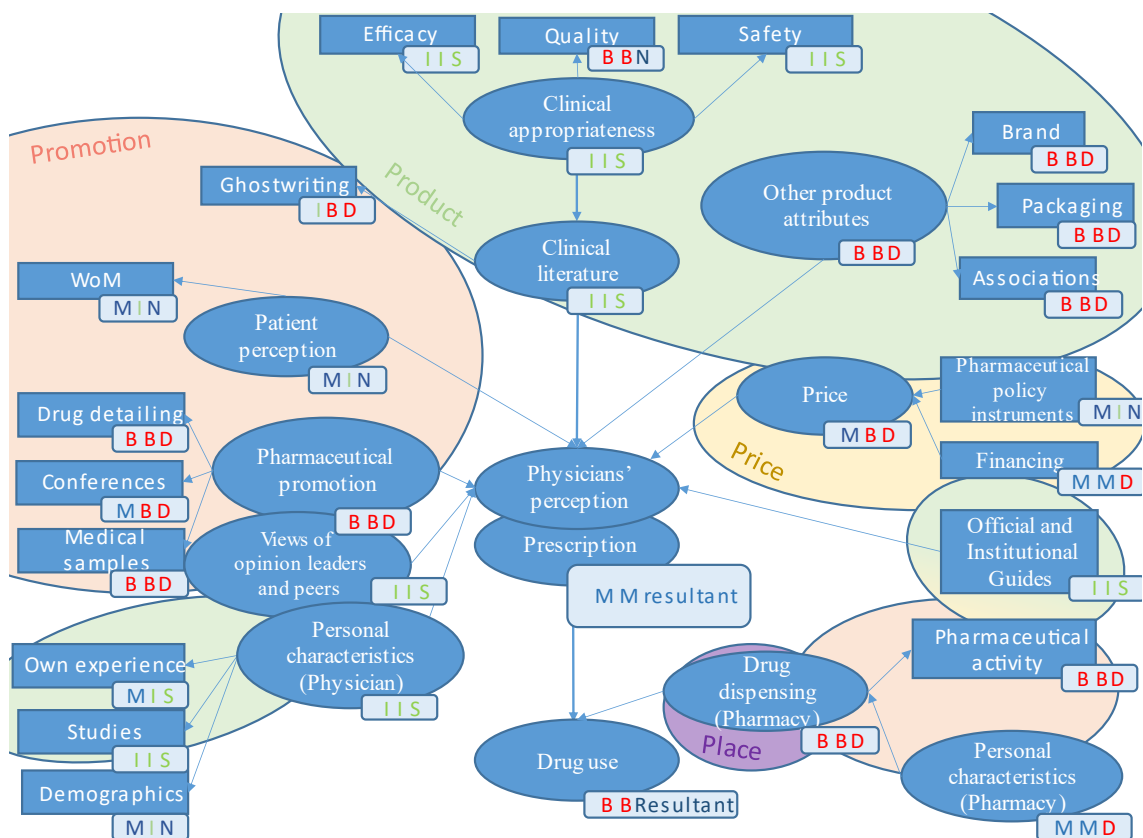 Efficacy
I I S
Quality
B B N
Safety
I I S
Clinical
appropriateness
I I S
Promotion
Ghostwriting
I B D
Product
Clinical
literature
I I S
Other product
attributes
B B D
Brand
B B D
Packaging
B B D
Associations
B B D
WoM
M I N
Patient
perception
M I N
Price
M B D
Pharmaceutical
policy
instruments
M I N
Price
Financing
M M D
Drug detailing
B B D
Conferences
M B D
Medical
samples
B B D
Pharmaceutical
promotion
B B D
Views of
opinion leaders
and peers
I I S
Physicians’
perception
Prescription
M M resultant
Official and
Institutional
Guides
I I S
Own experience
M I S
Studies
I I S
Demographics
M I N
Personal
characteristics
(Physician)
I I S
Drug
dispensing
(Pharmacy)
B B D
Place
Pharmaceutical
activity
B B D
Drug use
B B Resultant
Personal
characteristics
(Pharmacy)
M M D